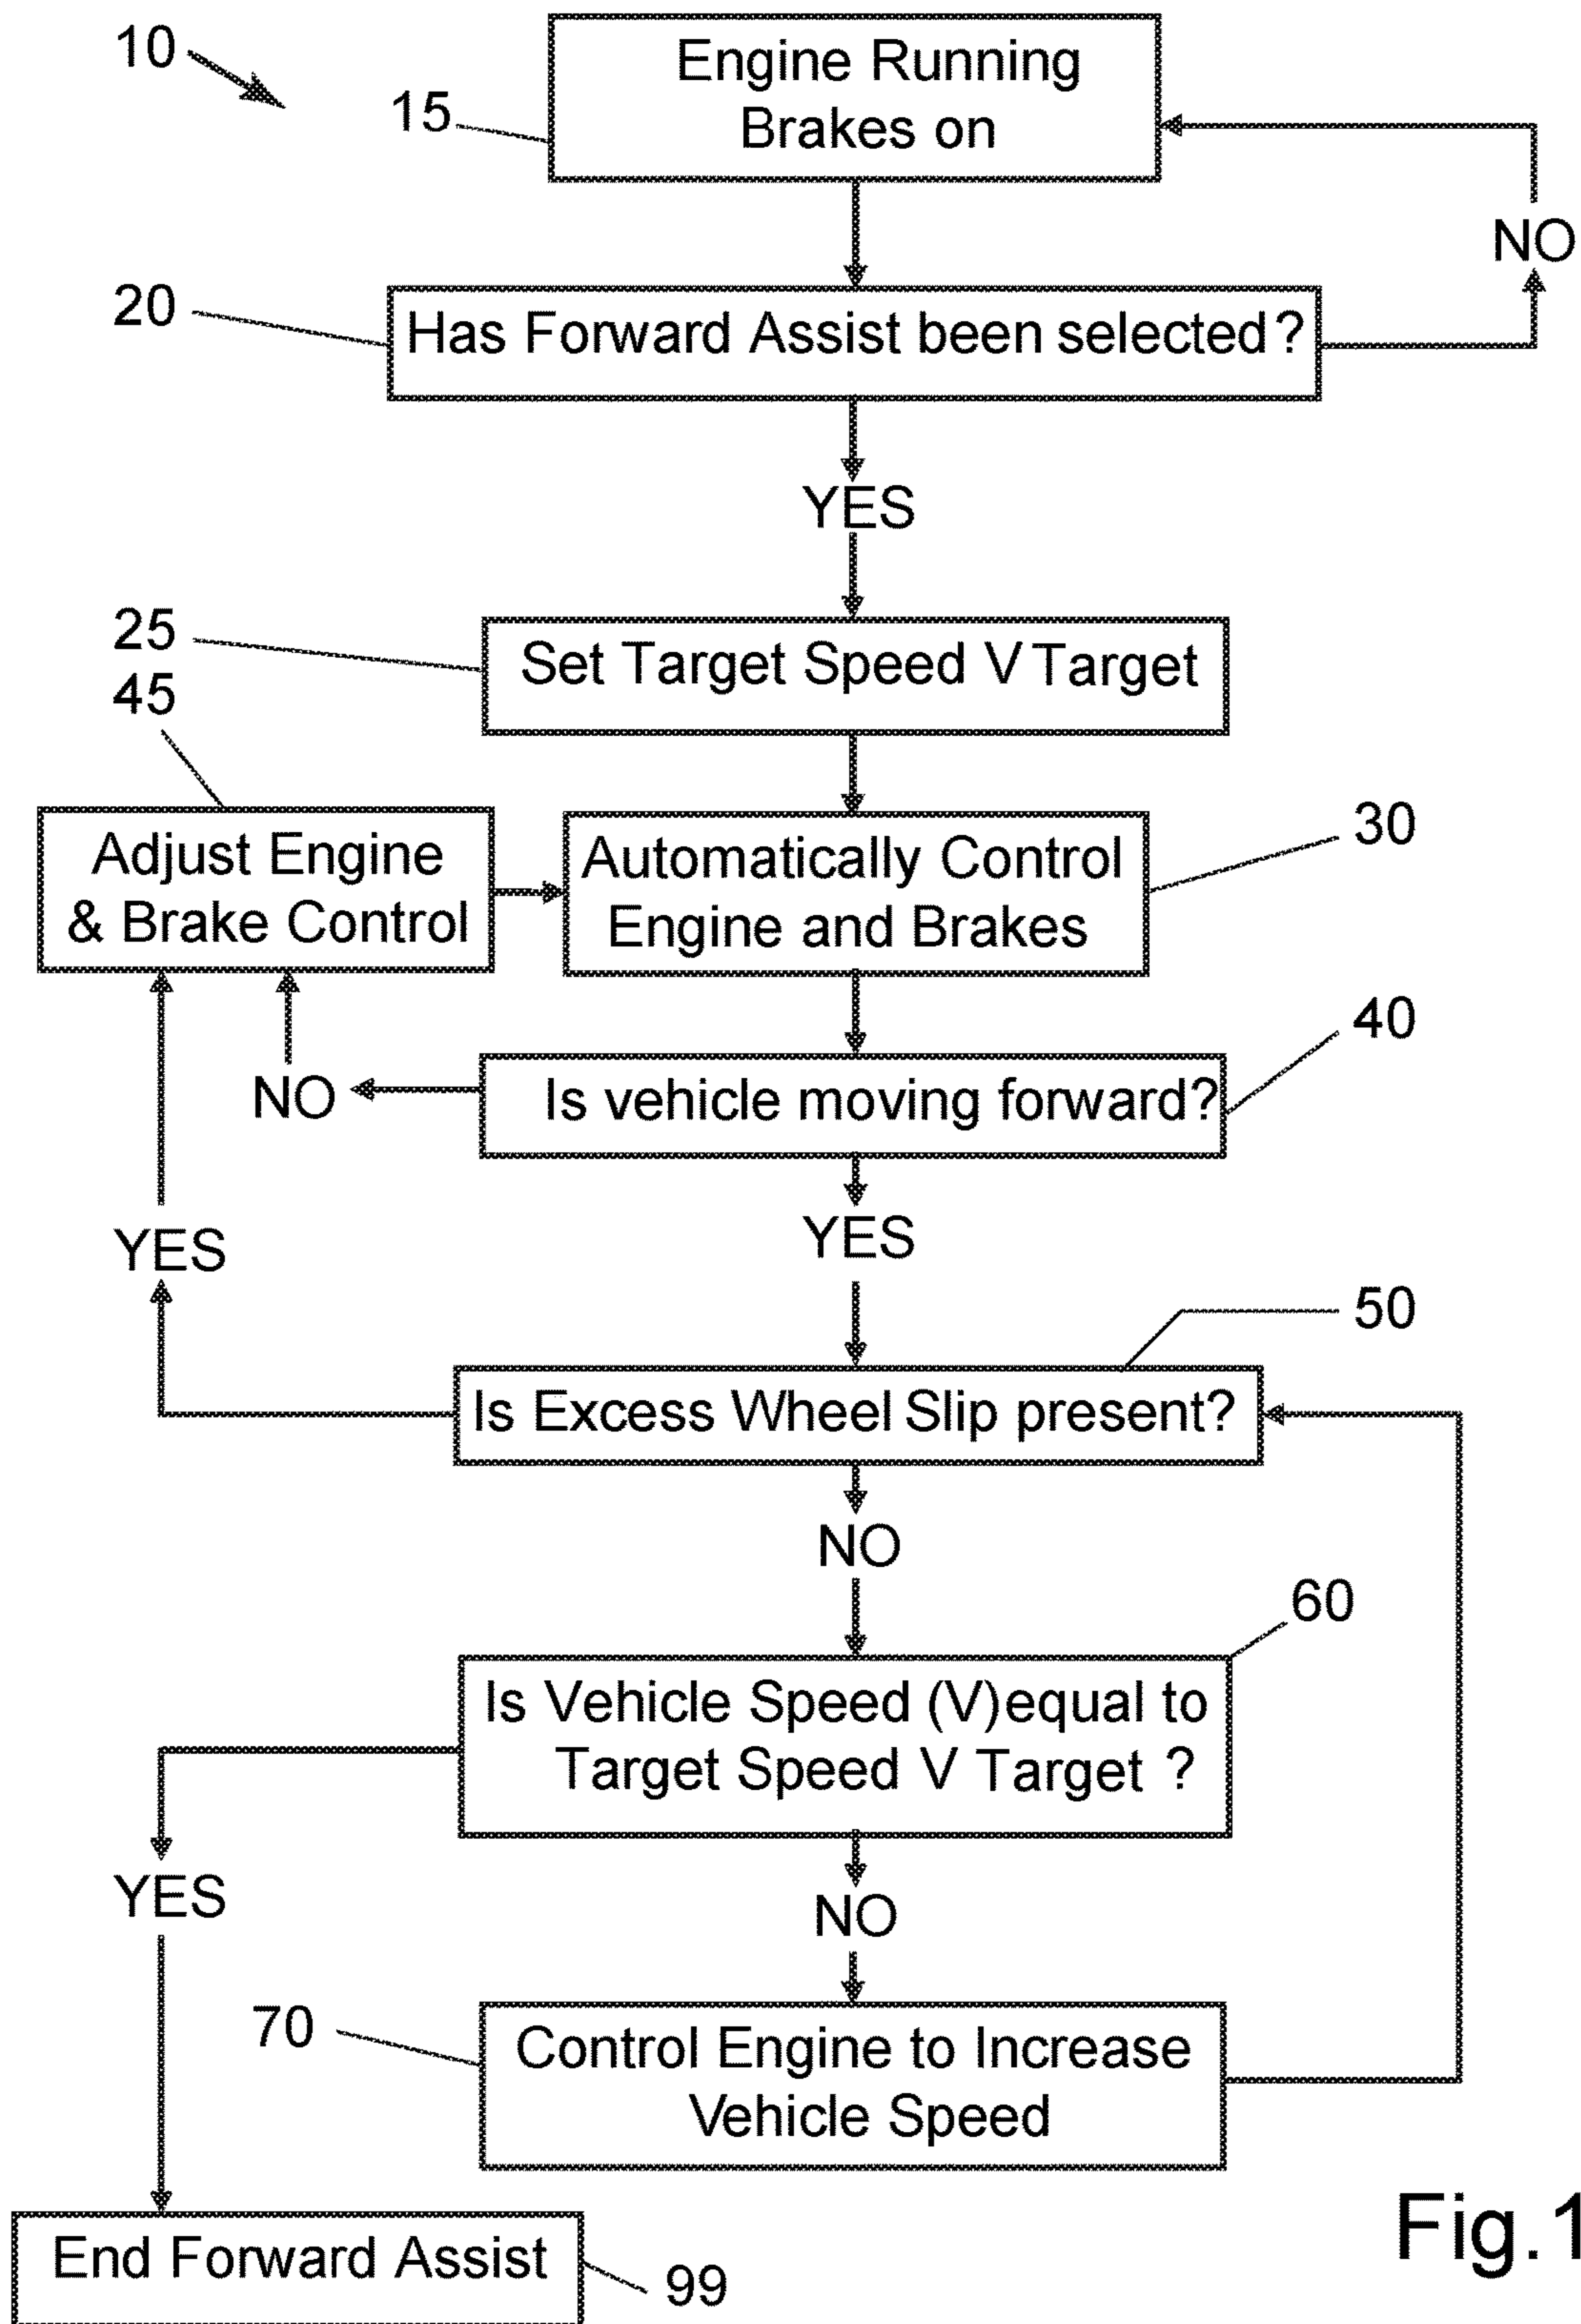 10
Engine Running
15
Brakes on
NO
20
Has Forward Assist been selected?
YES
25
Set Target Speed V Target
45
Adjust Engine
& Brake Control
Automatically Control
Engine and Brakes
30
40
NO
Is vehicle moving forward?
YES
YES
50
Is Excess Wheel Slip present?
NO
60
Is Vehicle Speed (V) equal to
Target Speed V Target ?
YES
NO
70
Control Engine to Increase
Vehicle Speed
End Forward Assist
99
Fig.1